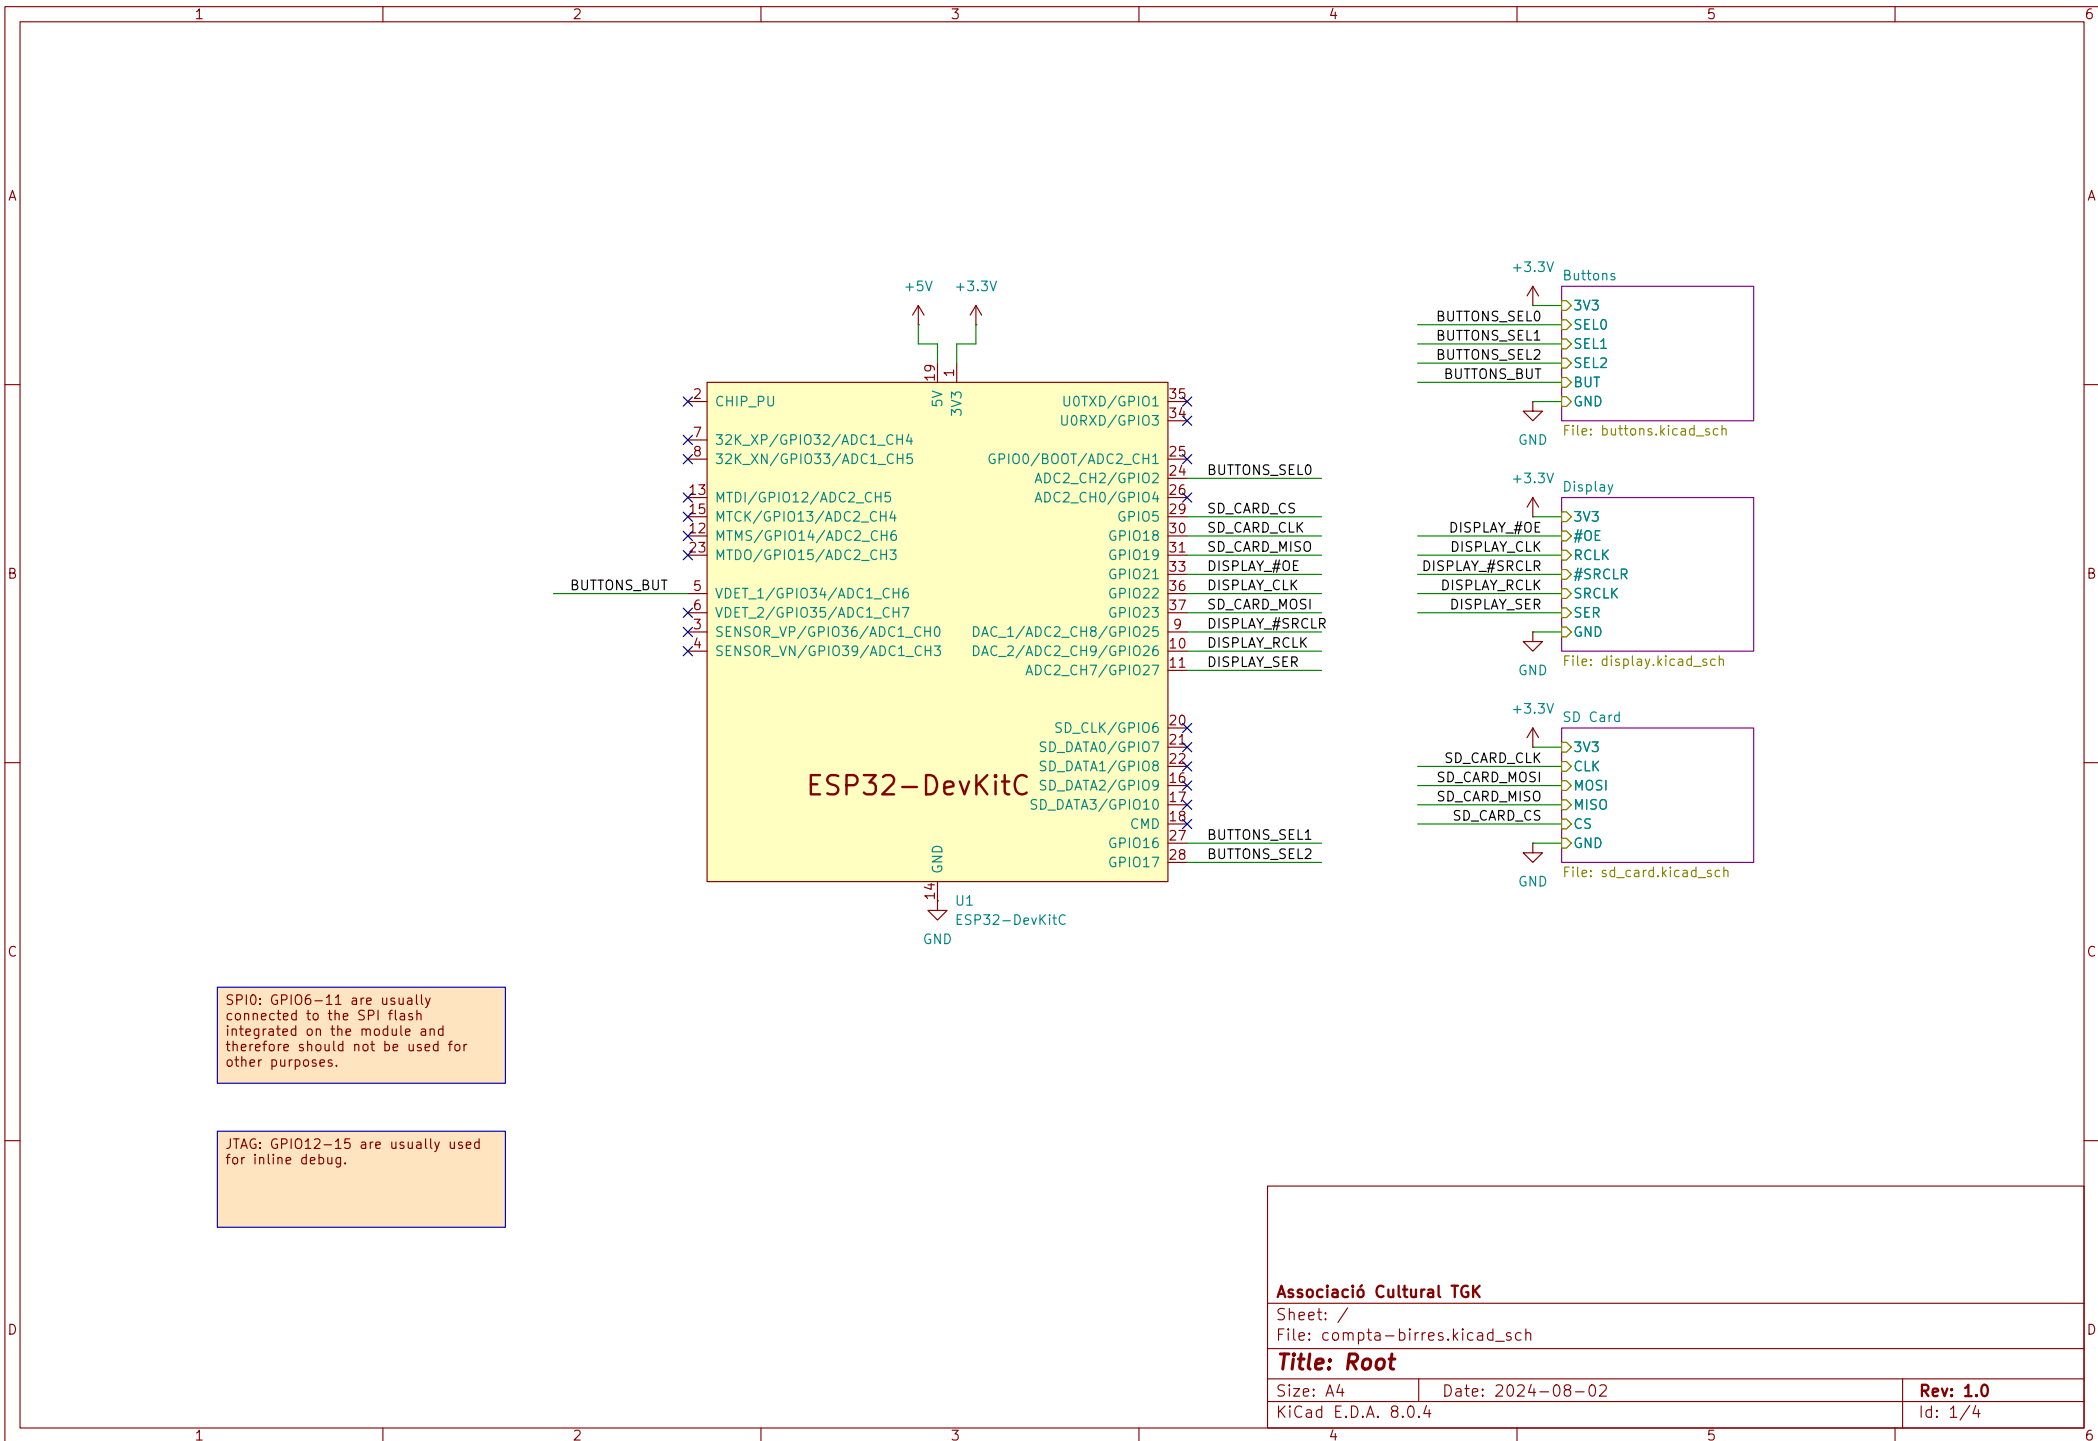 1 2 3 4 5 6
A A
B B
C C
D D
+5V +3.3V
19 5V
1 3V3
2 CHIP_PU
7 32K_XP/GPIO32/ADC1_CH4
8 32K_XN/GPIO33/ADC1_CH5
13 MTDI/GPIO12/ADC2_CH5
15 MTCK/GPIO13/ADC2_CH4
12 MTMS/GPIO14/ADC2_CH6
23 MTDO/GPIO15/ADC2_CH3
BUTTONS_BUT 5 VDET_1/GPIO34/ADC1_CH6
6 VDET_2/GPIO35/ADC1_CH7
3 SENSOR_VP/GPIO36/ADC1_CH0
4 SENSOR_VN/GPIO39/ADC1_CH3
U0TXD/GPIO1 35
U0RXD/GPIO3 34
GPIO0/BOOT/ADC2_CH1 25
ADC2_CH2/GPIO2 24 BUTTONS_SEL0
ADC2_CH0/GPIO4 26
GPIO5 29 SD_CARD_CS
GPIO18 30 SD_CARD_CLK
GPIO19 31 SD_CARD_MISO
GPIO21 33 DISPLAY_#OE
GPIO22 36 DISPLAY_CLK
GPIO23 37 SD_CARD_MOSI
DAC_1/ADC2_CH8/GPIO25 9 DISPLAY_#SRCLR
DAC_2/ADC2_CH9/GPIO26 10 DISPLAY_RCLK
ADC2_CH7/GPIO27 11 DISPLAY_SER
SD_CLK/GPIO6 20
SD_DATA0/GPIO7 21
SD_DATA1/GPIO8 22
SD_DATA2/GPIO9 16
SD_DATA3/GPIO10 17
CMD 18
GPIO16 27 BUTTONS_SEL1
GPIO17 28 BUTTONS_SEL2
ESP32-DevKitC
GND 14
U1
ESP32-DevKitC
GND
+3.3V
Buttons
3V3
BUTTONS_SEL0 SEL0
BUTTONS_SEL1 SEL1
BUTTONS_SEL2 SEL2
BUTTONS_BUT BUT
GND
GND
File: buttons.kicad_sch
+3.3V
Display
3V3
DISPLAY_#OE #OE
DISPLAY_CLK RCLK
DISPLAY_#SRCLR #SRCLR
DISPLAY_RCLK SRCLK
DISPLAY_SER SER
GND
GND
File: display.kicad_sch
+3.3V
SD Card
3V3
SD_CARD_CLK CLK
SD_CARD_MOSI MOSI
SD_CARD_MISO MISO
SD_CARD_CS CS
GND
GND
File: sd_card.kicad_sch
SPI0: GPIO6-11 are usually
connected to the SPI flash
integrated on the module and
therefore should not be used for
other purposes.
JTAG: GPIO12-15 are usually used
for inline debug.
Associació Cultural TGK
Sheet: /
File: compta-birres.kicad_sch
Title: Root
Size: A4 Date: 2024-08-02 Rev: 1.0
KiCad E.D.A. 8.0.4 Id: 1/4
1 2 3 4 5 6